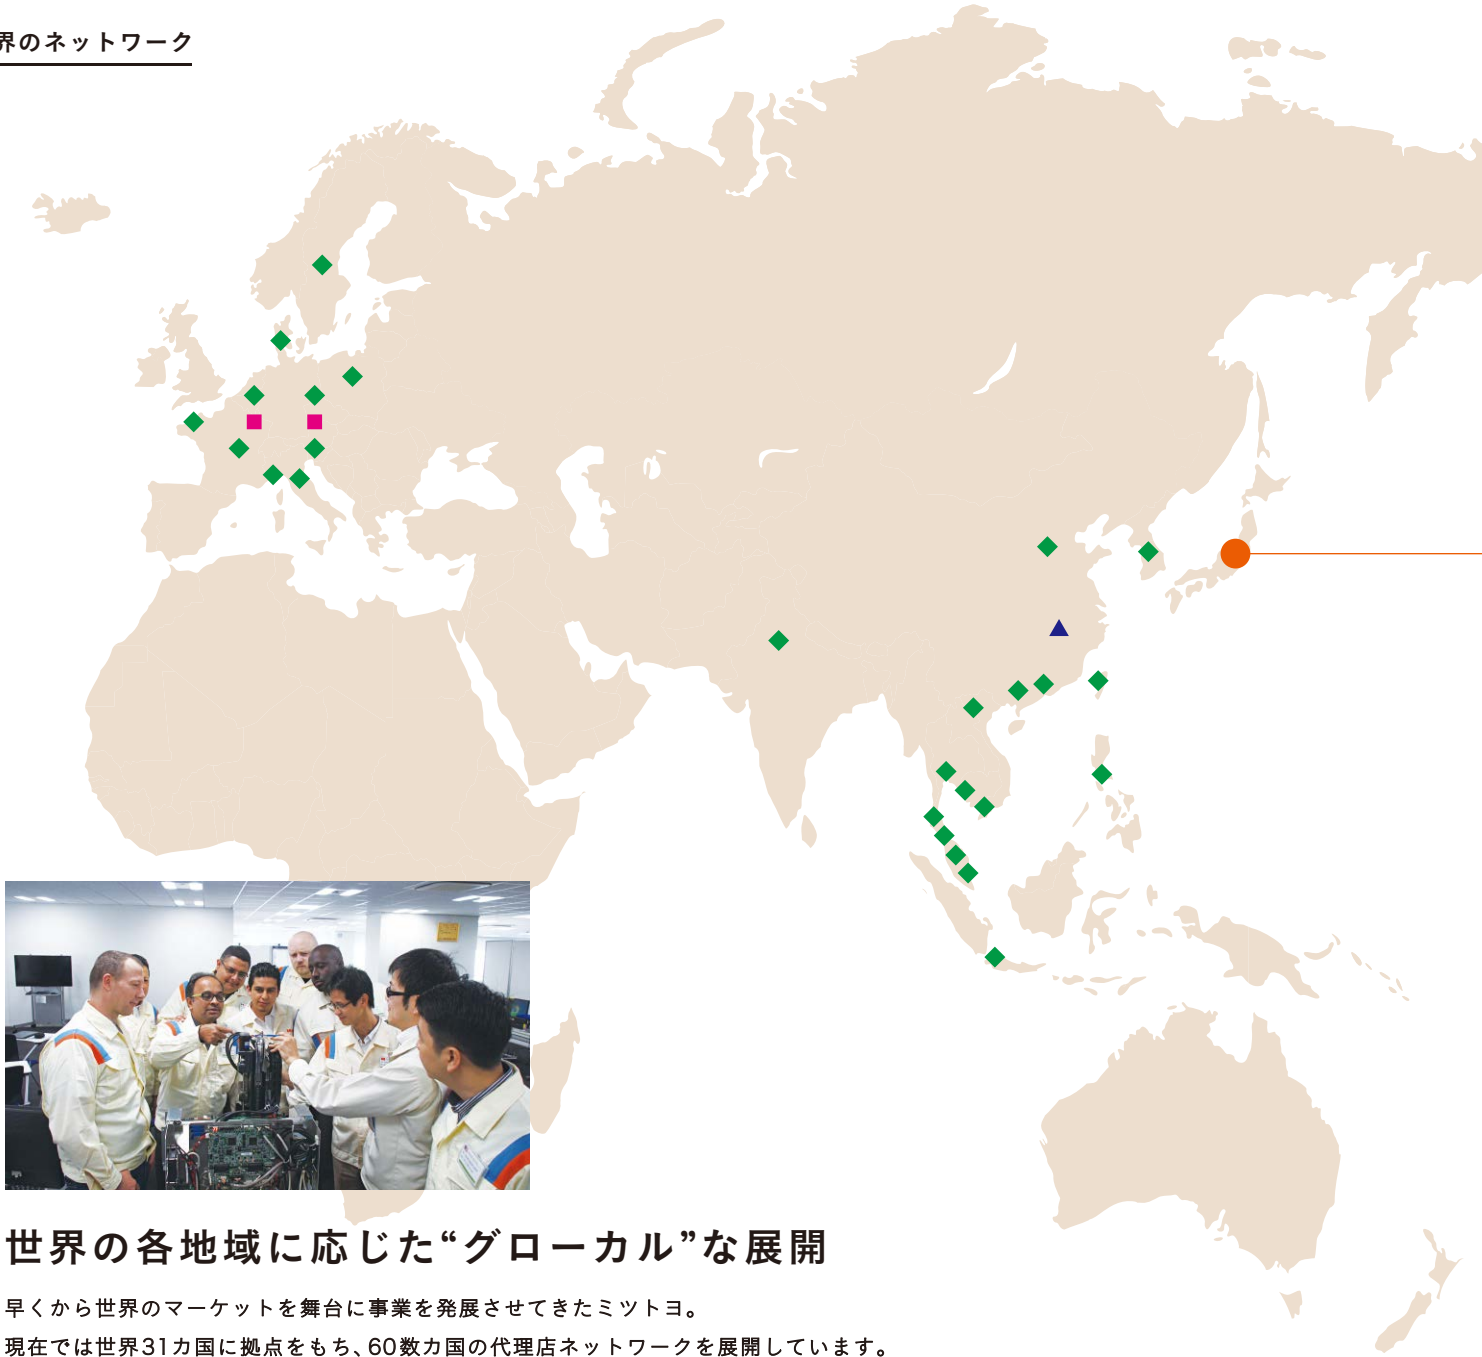 界のネットワーク
世界の各地域に応じた“グローカル”な展開
早くから世界のマーケットを舞台に事業を発展させてきたミツトヨ。
現在では世界31カ国に拠点をもち、60数カ国の代理店ネットワークを展開しています。